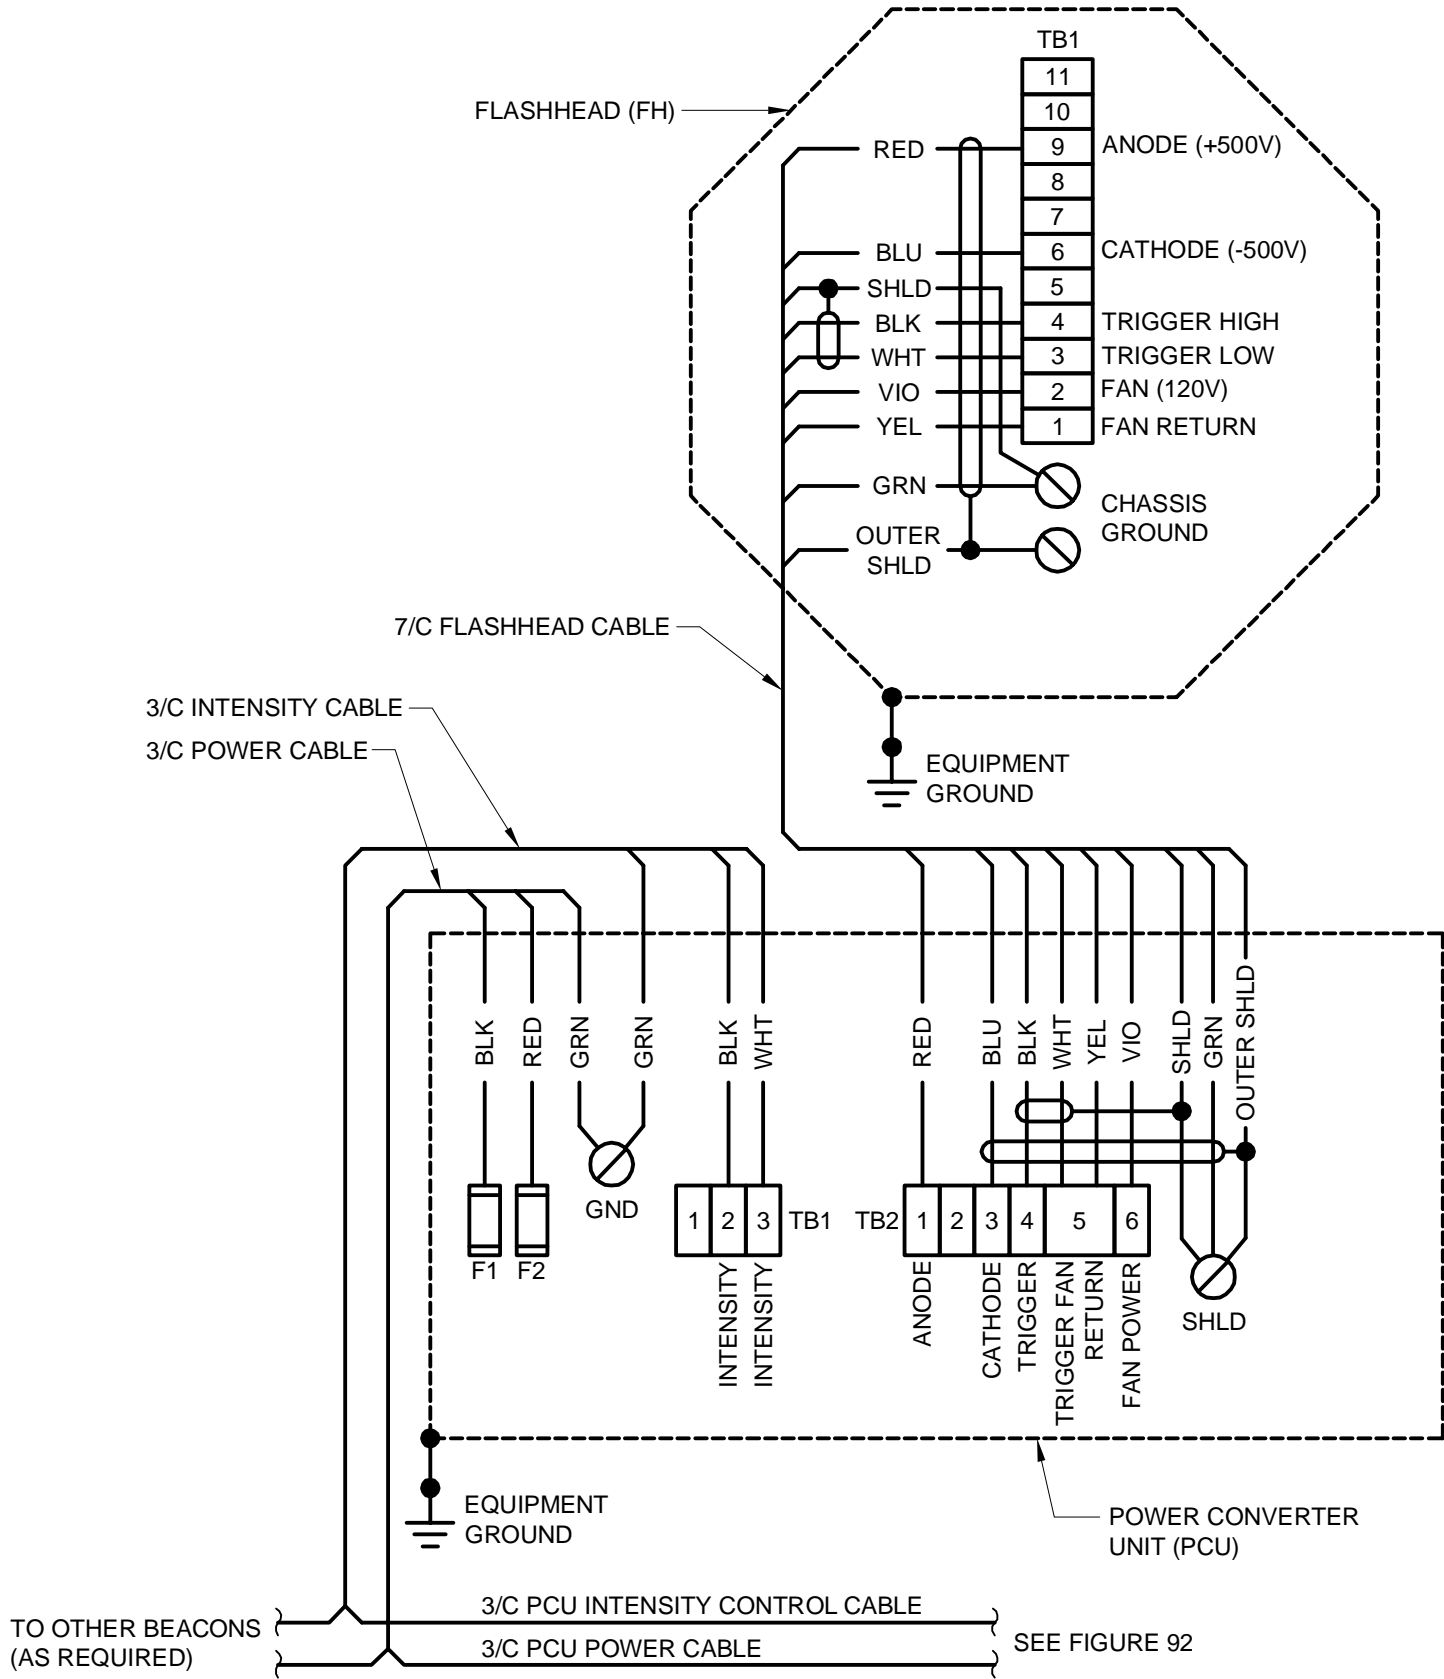 TB1
11
FLASHHEAD (FH)
10
RED
9
ANODE (+500V)
8
7
BLU
6
CATHODE (-500V)
SHLD
5
BLK
4
TRIGGER HIGH
WHT
3
TRIGGER LOW
VIO
2
FAN (120V)
YEL
1
FAN RETURN
GRN
CHASSIS
GROUND
OUTER
SHLD
7/C FLASHHEAD CABLE
3/C INTENSITY CABLE
3/C POWER CABLE
EQUIPMENT
GROUND
BLK
RED
GRN
GRN
BLK
WHT
RED
BLU
BLK
WHT
YEL
VIO
SHLD
GRN
OUTER SHLD
GND
F1
F2
1
2
3
TB1
TB2
1
2
3
4
5
6
INTENSITY
INTENSITY
ANODE
CATHODE
TRIGGER
TRIGGER FAN
RETURN
FAN POWER
SHLD
EQUIPMENT
GROUND
POWER CONVERTER
UNIT (PCU)
TO OTHER BEACONS
(AS REQUIRED)
3/C PCU INTENSITY CONTROL CABLE
3/C PCU POWER CABLE
SEE FIGURE 92